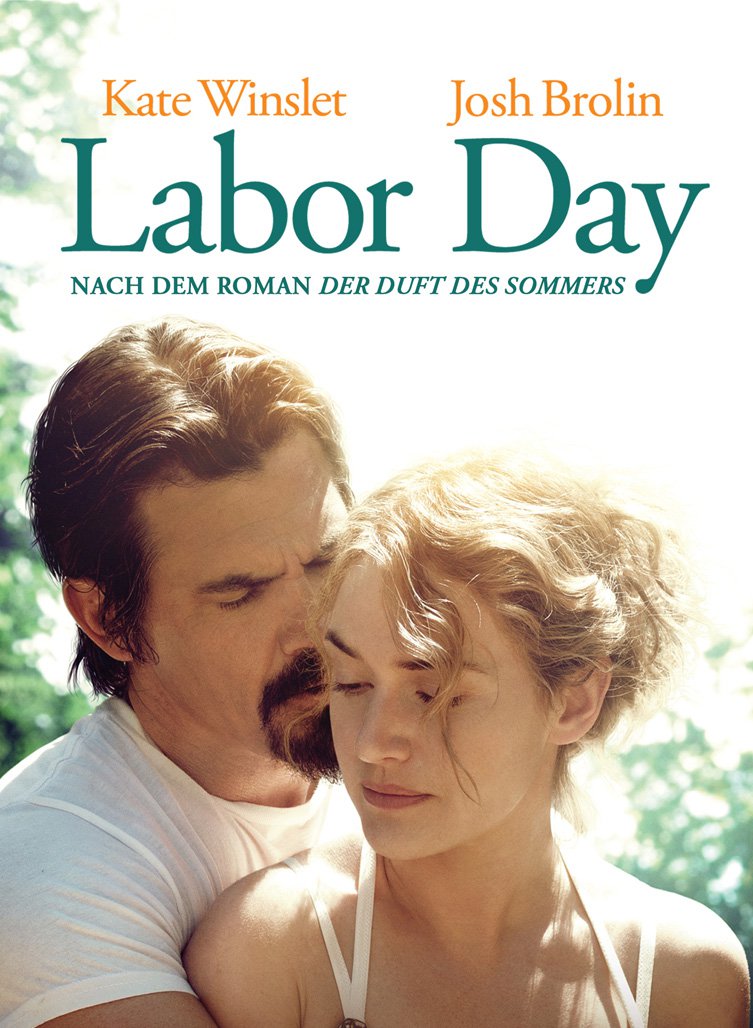 Kate Winslet Josh Brolin
Labor Day
NACH DEM ROMAN DER DUFT DES SOMMERS